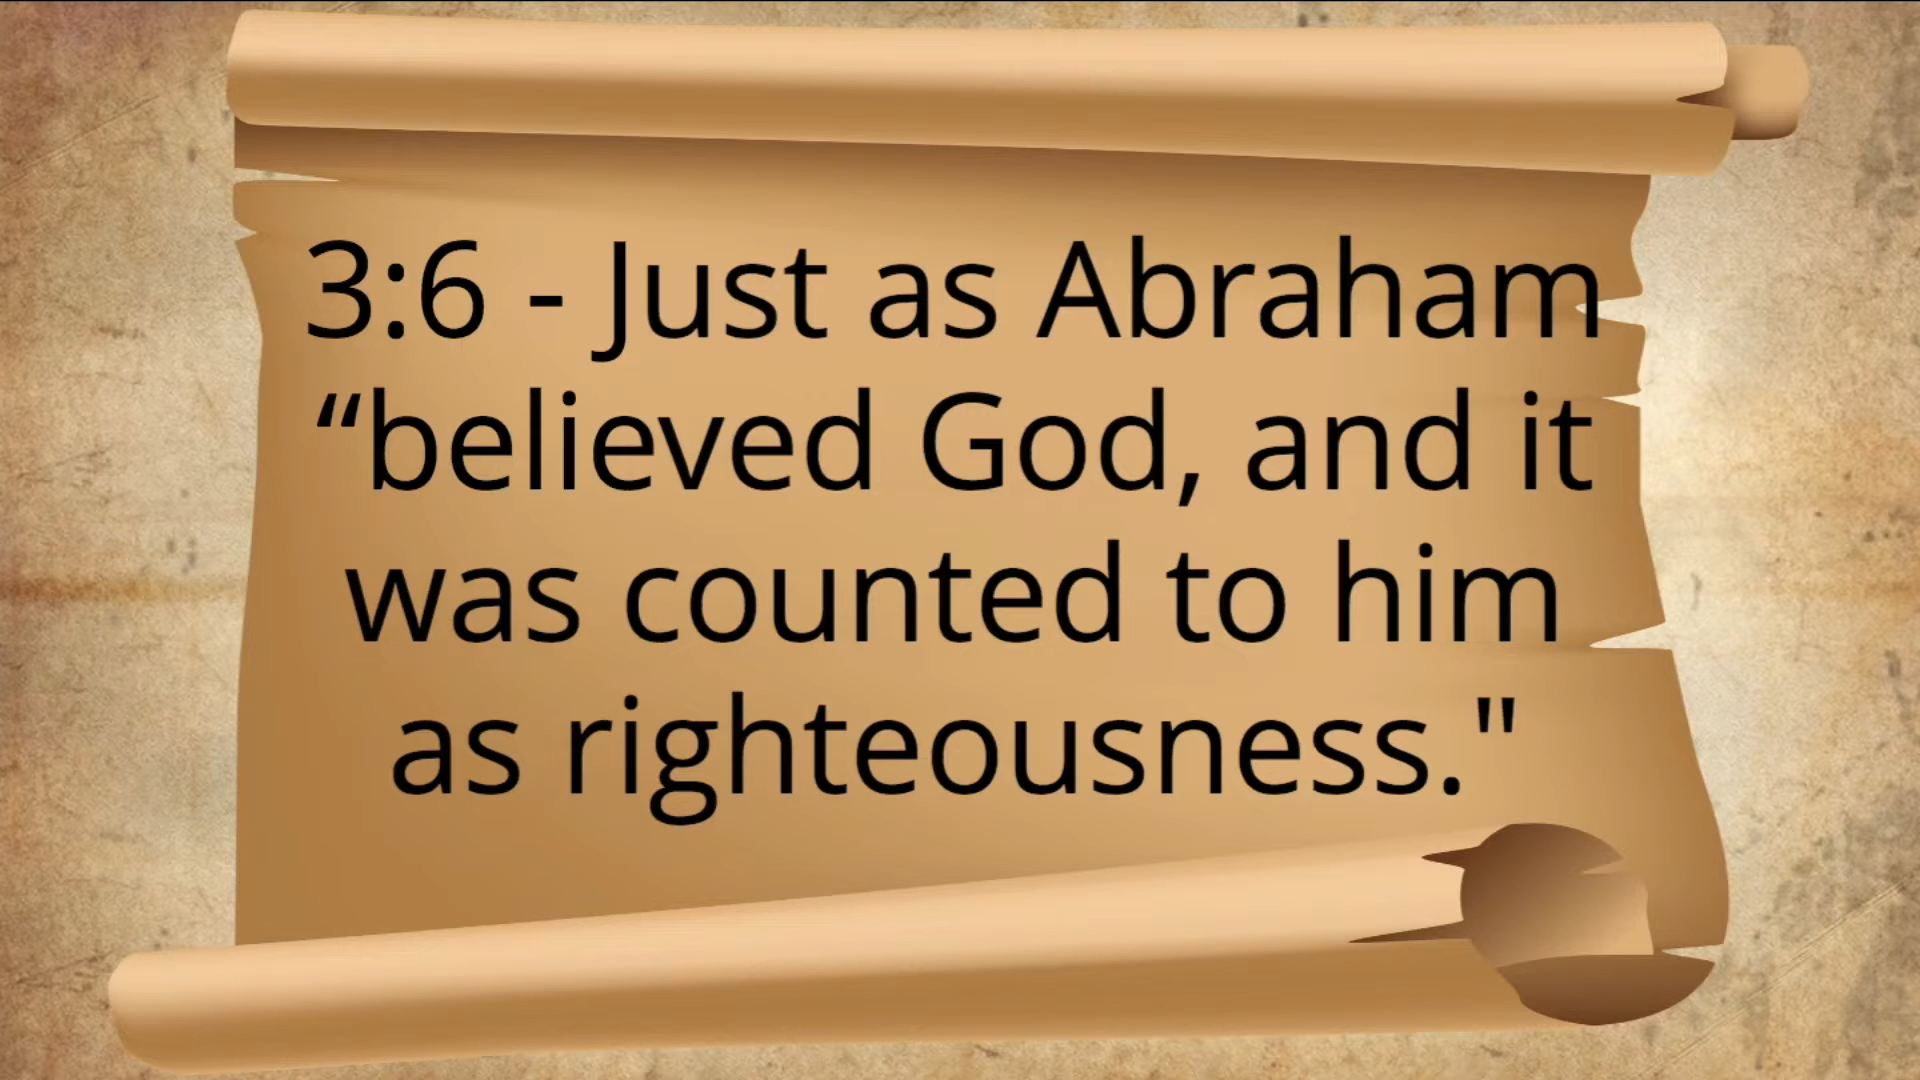 3:6 - Just as Abraham
“believed God, and it
was counted to him
as righteousness."